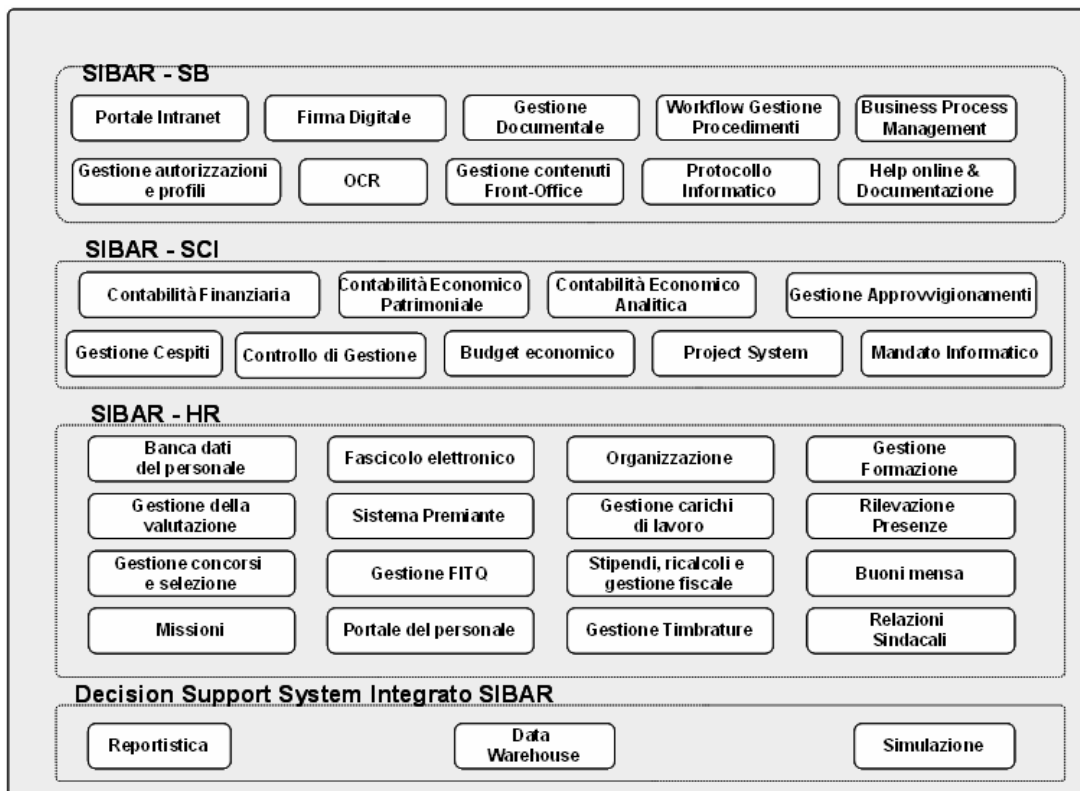 SIBAR - SB
Portale Intranet
Firma Digitale
Gestione
Documentale
Workflow Gestione
Procedimenti
Business Process
Management
Gestione autorizzazioni
e profili
OCR
Gestione contenuti
Front-Office
Protocollo
Informatico
Help online &
Documentazione
SIBAR - SCI
Contabilità Finanziaria
Contabilità Economico
Patrimoniale
Contabilità Economico
Analitica
Gestione Approvvigionamenti
Gestione Cespiti
Controllo di Gestione
Budget economico
Project System
Mandato Informatico
SIBAR - HR
Banca dati
del personale
Fascicolo elettronico
Organizzazione
Gestione
Formazione
Gestione della
valutazione
Sistema Premiante
Gestione carichi
di lavoro
Rilevazione
Presenze
Gestione concorsi
e selezione
Gestione FITQ
Stipendi, ricalcoli e
gestione fiscale
Buoni mensa
Missioni
Portale del personale
Gestione Timbrature
Relazioni
Sindacali
Decision Support System Integrato SIBAR
Reportistica
Data
Warehouse
Simulazione